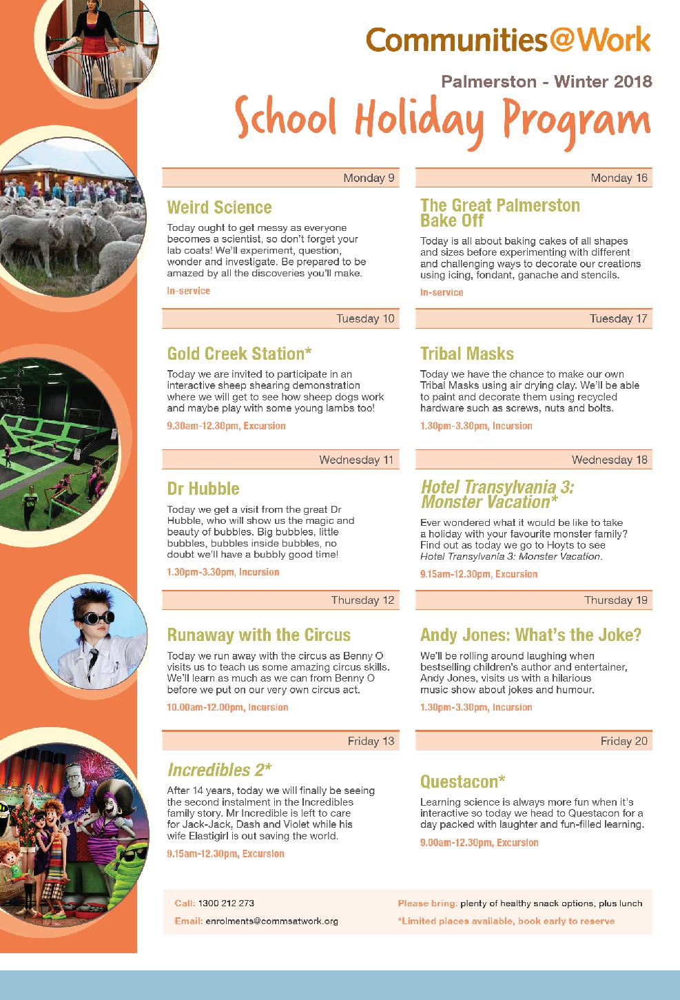 Communities@Work
Palmerston - Winter 2018
School Holiday Program
Monday 9
Weird Science
Today ought to get messy as everyone
becomes a scientist, so don't forget your
lab coats! We'll experiment, question,
wonder and investigate. Be prepared to be
amazed by all the discoveries you'll make.
In-service
Tuesday 10
Gold Creek Station*
Today we are invited to participate in an
interactive sheep shearing demonstration
where we will get to see how sheep dogs work
and maybe play with some young lambs too!
9.30am-12.30pm, Excursion
Wednesday 11
Dr Hubble
Today we get a visit from the great Dr
Hubble, who will show us the magic and
beauty of bubbles. Big bubbles, little
bubbles, bubbles inside bubbles, no
doubt we'll have a bubbly good time!
1.30pm-3.30pm, Incursion
Thursday 12
Runaway with the Circus
Today we run away with the circus as Benny O
visits us to teach us some amazing circus skills.
We'll learn as much as we can from Benny O
before we put on our very own circus act.
10.00am-12.00pm, Incursion
Friday 13
Incredibles 2*
After 14 years, today we will finally be seeing
the second instalment in the Incredibles
family story. Mr Incredible is left to care
for Jack-Jack, Dash and Violet while his
wife Elastigirl is out saving the world.
9.15am-12.30pm, Excursion
Monday 16
The Great Palmerston
Bake Off
Today is all about baking cakes of all shapes
and sizes before experimenting with different
and challenging ways to decorate our creations
using icing, fondant, ganache and stencils.
In-service
Tuesday 17
Tribal Masks
Today we have the chance to make our own
Tribal Masks using air drying clay. We'll be able
to paint and decorate them using recycled
hardware such as screws, nuts and bolts.
1.30pm-3.30pm, Incursion
Wednesday 18
Hotel Transylvania 3:
Monster Vacation*
Ever wondered what it would be like to take
a holiday with your favourite monster family?
Find out as today we go to Hoyts to see
Hotel Transylvania 3: Monster Vacation.
9.15am-12.30pm, Excursion
Thursday 19
Andy Jones: What's the Joke?
We'll be rolling around laughing when
bestselling children's author and entertainer,
Andy Jones, visits us with a hilarious
music show about jokes and humour.
1.30pm-3.30pm, Incursion
Friday 20
Questacon*
Learning science is always more fun when it's
interactive so today we head to Questacon for a
day packed with laughter and fun-filled learning.
9.00am-12.30pm, Excursion
Call: 1300 212 273
Email: enrolments@commsatwork.org
Please bring: plenty of healthy snack options, plus lunch
*Limited places available, book early to reserve